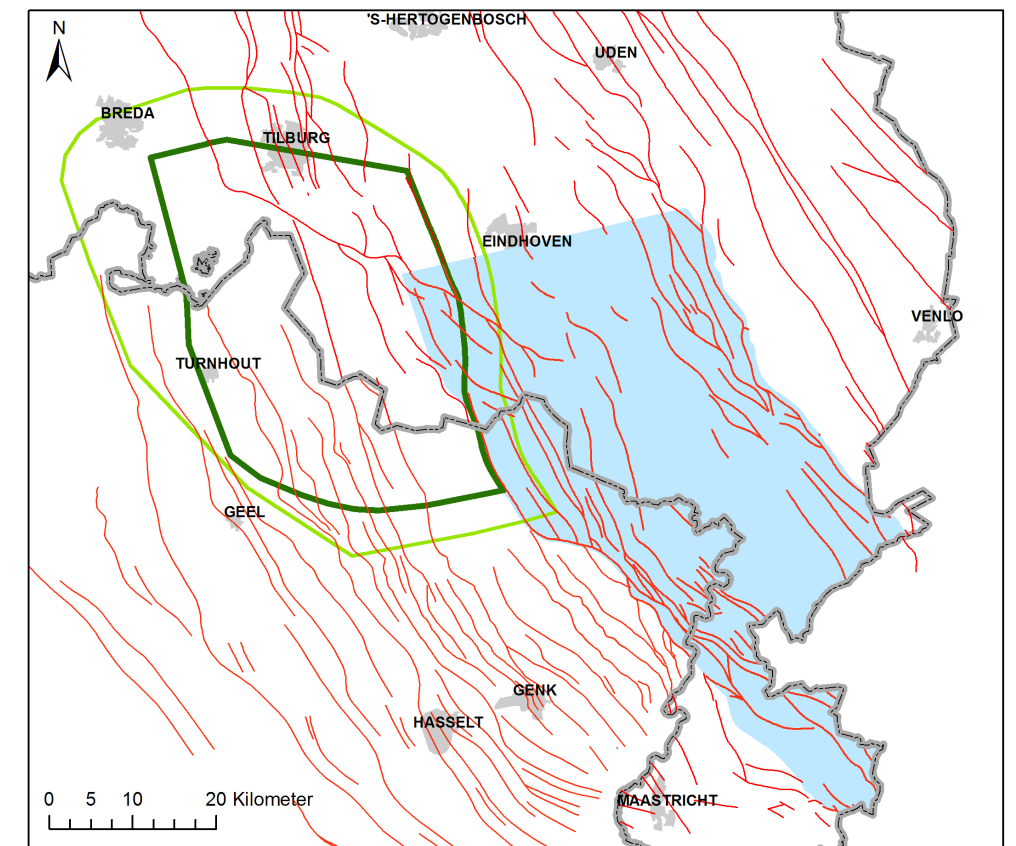 'S-HERTOGENBOSCH
N
UDEN
BREDA
TILBURG
EINDHOVEN
VENLO
TURNHOUT
GEEL
GENK
HASSELT
0 5 10 20 Kilometer
MAASTRICHT